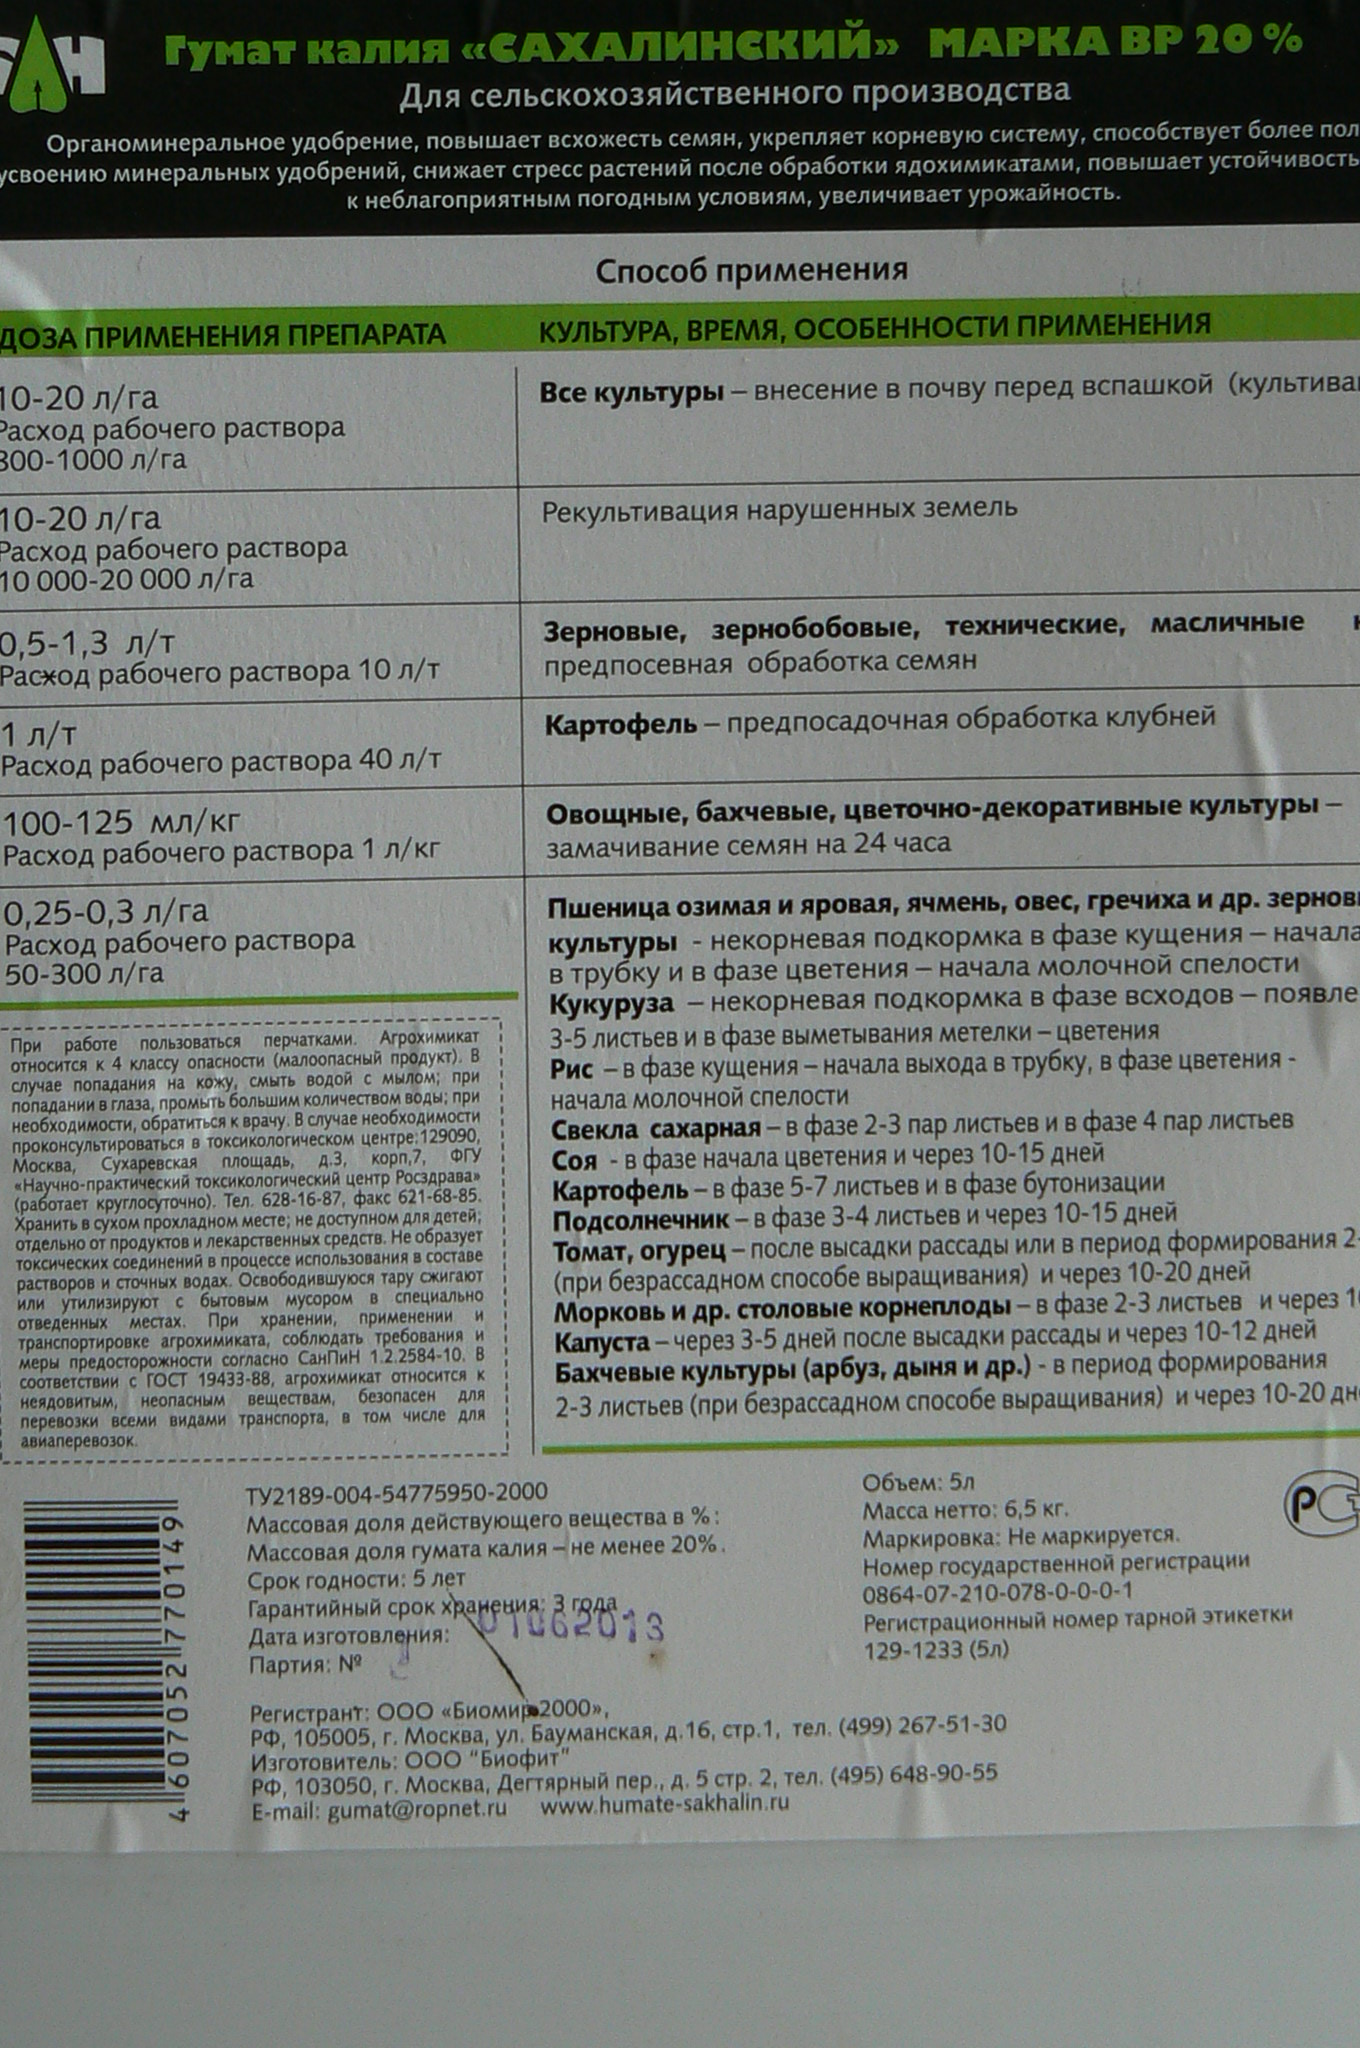 Гумат калия «САХАЛИНСКИЙ» МАРКА ВР 20 %
Для сельскохозяйственного производства
Органоминеральное удобрение, повышает всхожесть семян, укрепляет корневую систему, способствует более
усвоению минеральных удобрений, снижает стресс растений после обработки ядохимикатами, повышает устойчивость
к неблагоприятным погодным условиям, увеличивает урожайность.
Способ применения
ДОЗА ПРИМЕНЕНИЯ ПРЕПАРАТА
КУЛЬТУРА, ВРЕМЯ, ОСОБЕННОСТИ ПРИМЕНЕНИЯ
10-20 л/га
Расход рабочего раствора
300-1000 л/га
Все культуры – внесение в почву перед вспашкой
10-20 л/га
Расход рабочего раствора
10 000-20 000 л/га
Рекультивация нарушенных земель
0,5-1,3 л/т
Расход рабочего раствора 10 л/т
Зерновые, зернобобовые, технические, масличные
предпосевная обработка семян
1 л/т
Расход рабочего раствора 40 л/т
Картофель – предпосадочная обработка клубней
100-125 мл/кг
Расход рабочего раствора 1 л/кг
Овощные, бахчевые, цветочно-декоративные культуры –
замачивание семян на 24 часа
0,25-0,3 л/га
Расход рабочего раствора
50-300 л/га
Пшеница озимая и яровая, ячмень, овес, гречиха и др.
культуры - некорневая подкормка в фазе кущения – начала
в трубку и в фазе цветения – начала молочной спелости
Кукуруза – некорневая подкормка в фазе всходов –
3-5 листьев и в фазе выметывания метелки – цветения
Рис – в фазе кущения – начала выхода в трубку, в фазе цветения -
начала молочной спелости
Свекла сахарная – в фазе 2-3 пар листьев и в фазе 4 пар листьев
Соя - в фазе начала цветения и через 10-15 дней
Картофель – в фазе 5-7 листьев и в фазе бутонизации
Подсолнечник – в фазе 3-4 листьев и через 10-15 дней
Томат, огурец – после высадки рассады или в период формирования 2-
(при безрассадном способе выращивания) и через 10-20 дней
Морковь и др. столовые корнеплоды – в фазе 2-3 листьев и через
Капуста – через 3-5 дней после высадки рассады и через 10-12 дней
Бахчевые культуры (арбуз, дыня и др.) - в период формирования
2-3 листьев (при безрассадном способе выращивания) и через 10-20
При работе пользоваться перчатками. Агрохимикат
относится к 4 классу опасности (малоопасный продукт). В
случае попадания на кожу, смыть водой с мылом; при
попадании в глаза, промыть большим количеством воды; при
необходимости, обратиться к врачу. В случае необходимости
проконсультироваться в токсикологическом центре:129090,
Москва, Сухаревская площадь, д.3, корп,7, ФГУ
«Научно-практический токсикологический центр Росздрава»
(работает круглосуточно). Тел. 628-16-87, факс 621-68-85.
Хранить в сухом прохладном месте; не доступном для детей;
отдельно от продуктов и лекарственных средств. Не образует
токсических соединений в процессе использования в составе
растворов и сточных водах. Освободившуюся тару сжигают
или утилизируют с бытовым мусором в специально
отведенных местах. При хранении, применении и
транспортировке агрохимиката, соблюдать требования и
меры предосторожности согласно СанПиН 1.2.2584-10. В
соответствии с ГОСТ 19433-88, агрохимикат относится к
неядовитым, неопасным веществам, безопасен для
перевозки всеми видами транспорта, в том числе для
авиаперевозок.
4 607052 770149
ТУ2189-004-54775950-2000
Массовая доля действующего вещества в % :
Массовая доля гумата калия – не менее 20% .
Срок годности: 5 лет
Гарантийный срок хранения: 3 года
Дата изготовления: 01062013
Партия: №
Объем: 5л
Масса нетто: 6,5 кг.
Маркировка: Не маркируется.
Номер государственной регистрации
0864-07-210-078-0-0-0-1
Регистрационный номер тарной этикетки
129-1233 (5л)
Регистрант: ООО «Биомир 2000»,
РФ, 105005, г. Москва, ул. Бауманская, д.16, стр.1, тел. (499) 267-51-30
Изготовитель: ООО "Биофит"
РФ, 103050, г. Москва, Дегтярный пер., д. 5 стр. 2, тел. (495) 648-90-55
E-mail: gumat@ropnet.ru www.humate-sakhalin.ru